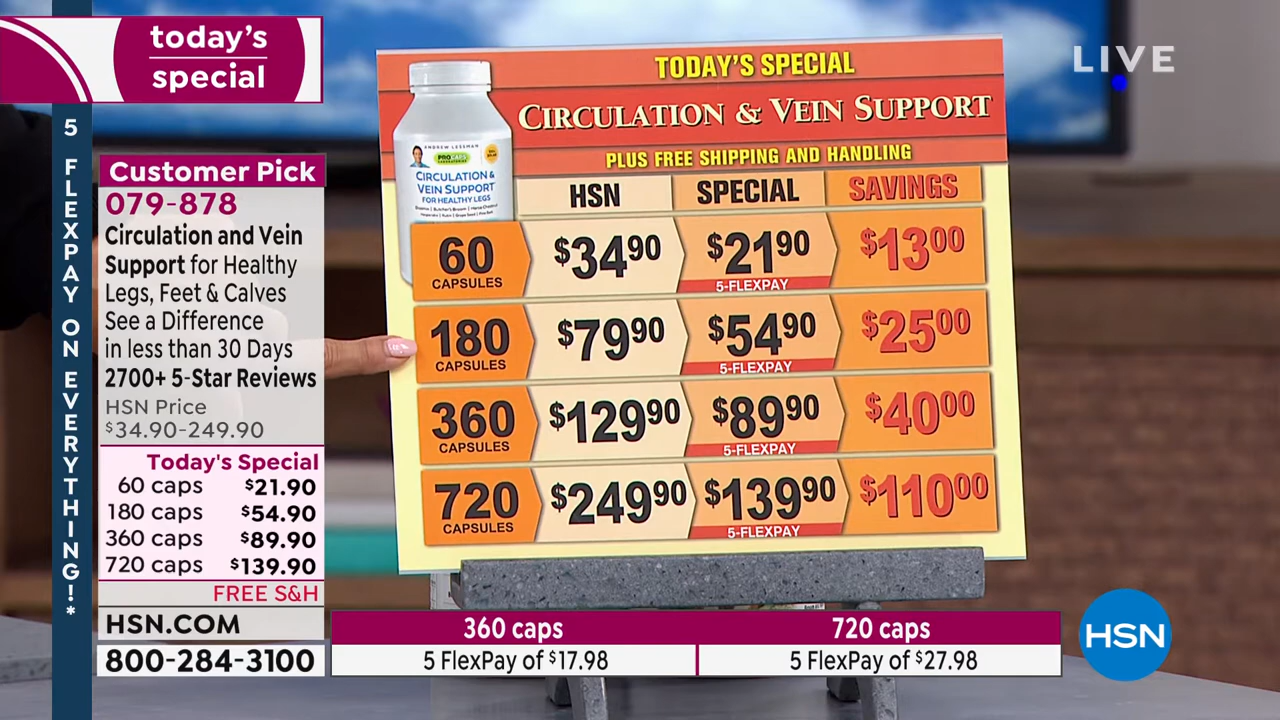 today's
special
5 FLEXPAY ON EVERYTHING!*
Customer Pick
079-878
Circulation and Vein
Support for Healthy
Legs, Feet & Calves
See a Difference
in less than 30 Days
2700+ 5-Star Reviews
HSN Price
$34.90-249.90
Today's Special
60 caps $21.90
180 caps $54.90
360 caps $89.90
720 caps $139.90
FREE S&H
HSN.COM
800-284-3100
LIVE
TODAY'S SPECIAL
CIRCULATION & VEIN SUPPORT
PLUS FREE SHIPPING AND HANDLING
ANDREW LESSMAN
PROCAPS
LABORATORIES
CIRCULATION &
VEIN SUPPORT
FOR HEALTHY LEGS
HSN SPECIAL SAVINGS
60 CAPSULES $34.90 $21.90 5-FLEXPAY $13.00
180 CAPSULES $79.90 $54.90 5-FLEXPAY $25.00
360 CAPSULES $129.90 $89.90 5-FLEXPAY $40.00
720 CAPSULES $249.90 $139.90 5-FLEXPAY $110.00
360 caps 720 caps
5 FlexPay of $17.98 5 FlexPay of $27.98
HSN